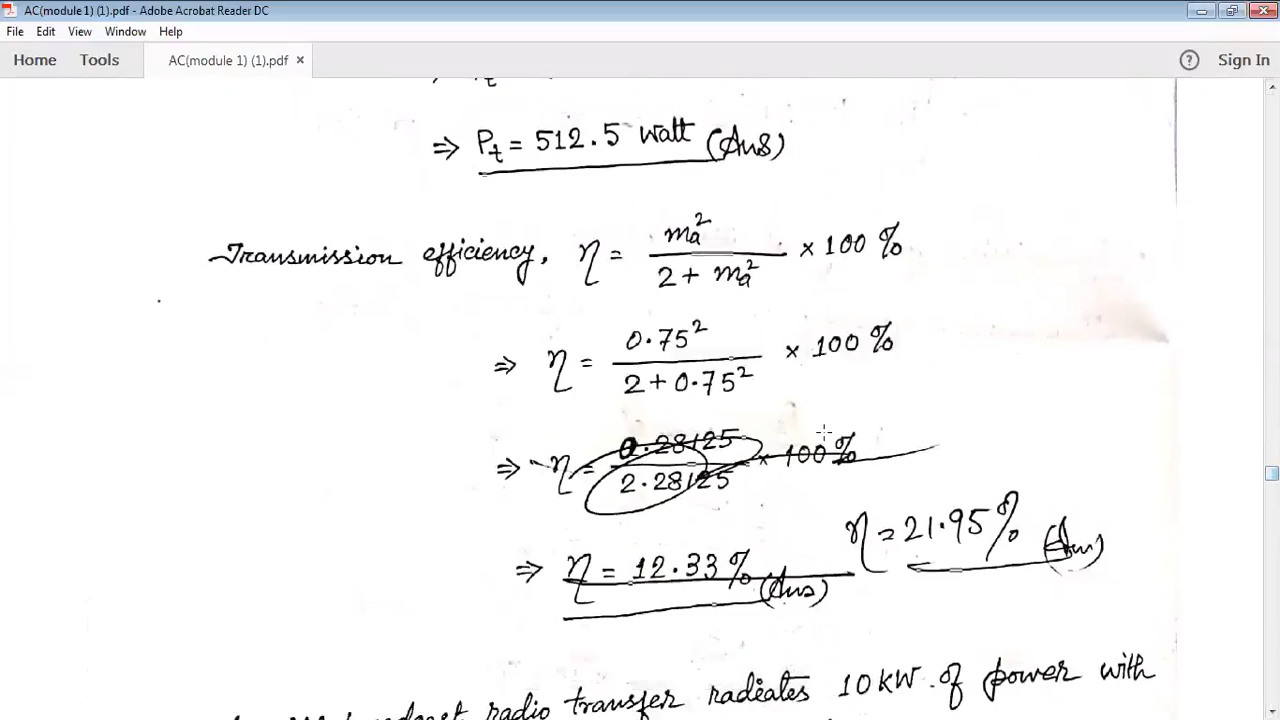 AC(module 1) (1).pdf - Adobe Acrobat Reader DC
File Edit View Window Help
Home Tools AC(module 1) (1).pdf × ? Sign In
⇒ Pt = 512.5 Watt (Ans)
Transmission efficiency, η = ma² / 2 + ma² × 100 %
⇒ η = 0.75² / 2 + 0.75² × 100 %
⇒ η = 0.28125 / 2.28125 × 100 %
η = 21.95% (Ans)
⇒ η = 12.33% (Ans)
radio transfer radiates 10 kW of power with